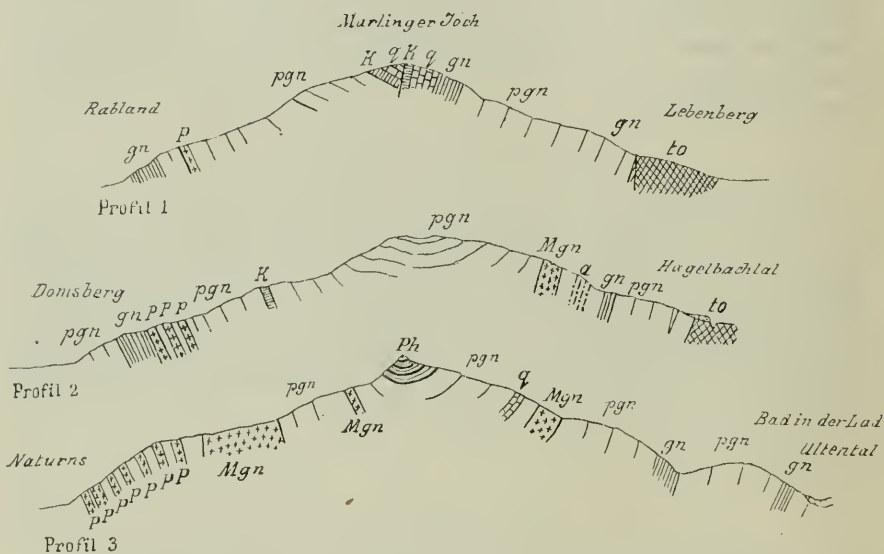 Marlinger Joch
K q K q gn
pgn
pgn
Rabland
Lebenberg
P
gn
to
gn
Profil 1
pgn
Mgn
Hagelbachtal
K
a
gn
pgn
Donisberg
pgn
to
gn P P P
pgn
Ph
Profil 2
pgn
pgn
q
Mgn
Mgn
pgn
Bad in der Lad
pgn
Ultental
gn
gn
Naturns
Mgn
P P P P P P P
Profil 3